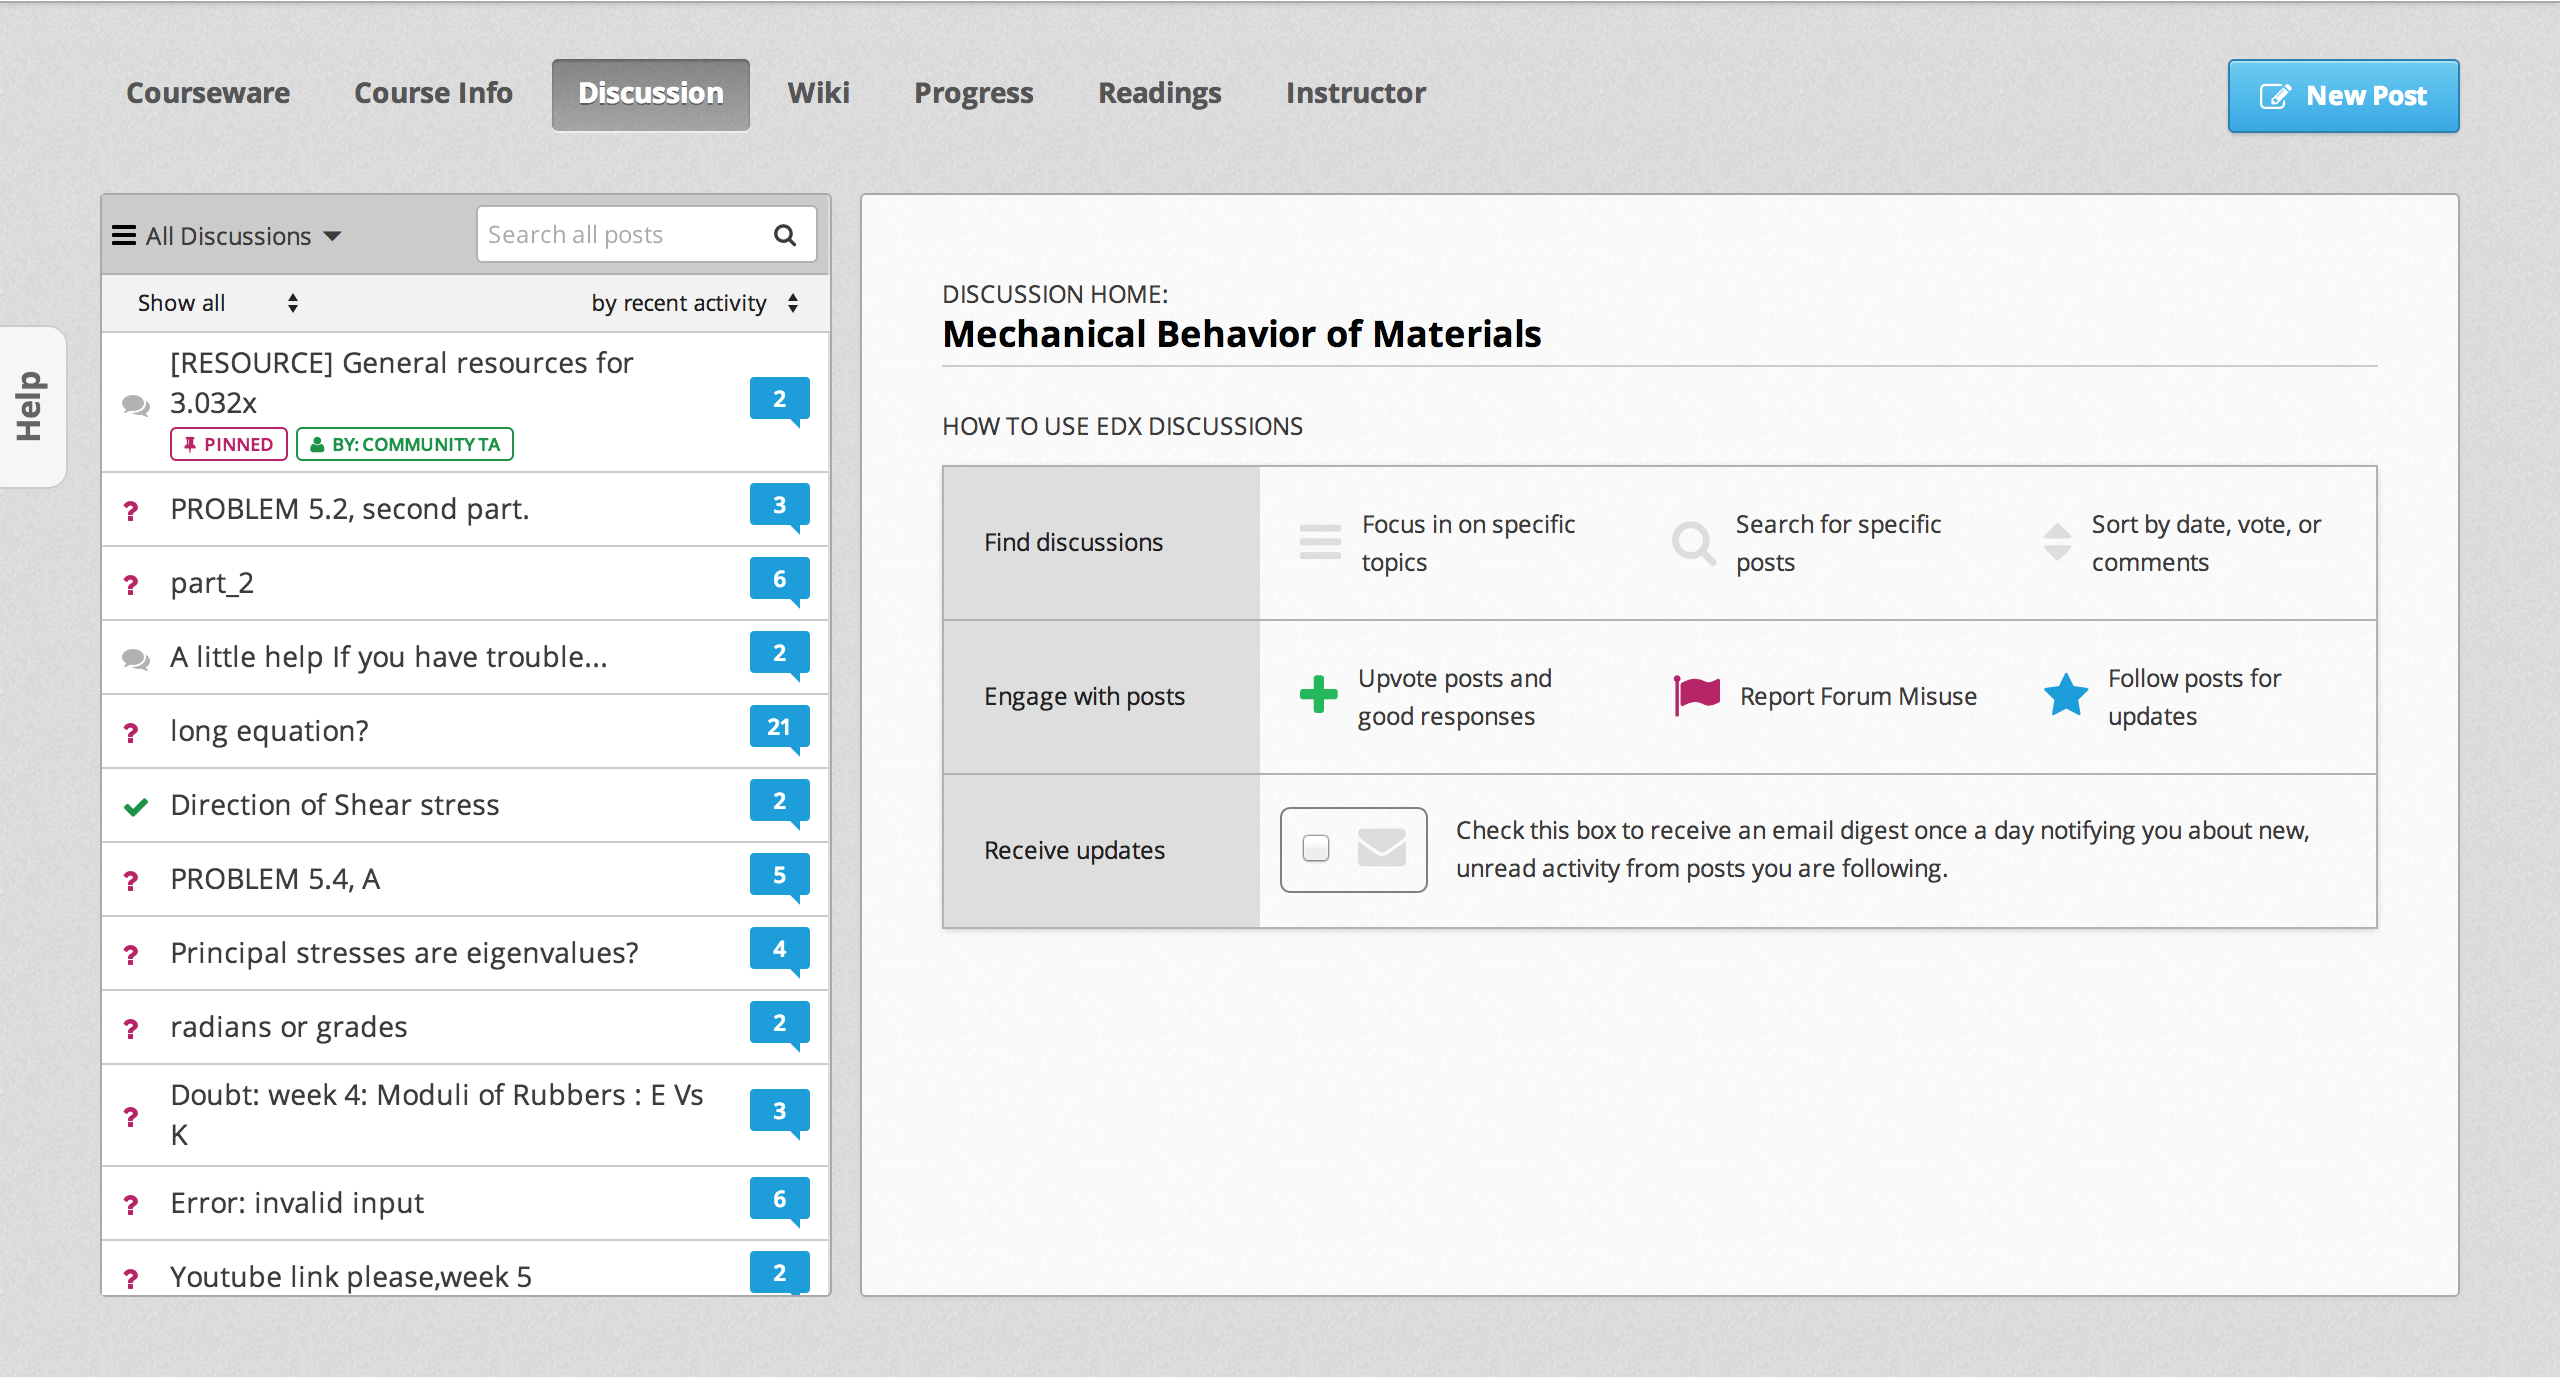 Courseware
Course Info
Discussion
Wiki
Progress
Readings
Instructor
New Post
Help
All Discussions
Search all posts
Show all
by recent activity
[RESOURCE] General resources for
3.032x
2
PINNED
BY: COMMUNITY TA
? PROBLEM 5.2, second part.
3
? part_2
6
A little help If you have trouble...
2
? long equation?
21
Direction of Shear stress
2
? PROBLEM 5.4, A
5
? Principal stresses are eigenvalues?
4
? radians or grades
2
? Doubt: week 4: Moduli of Rubbers : E Vs
K
3
? Error: invalid input
6
? Youtube link please,week 5
2
DISCUSSION HOME:
Mechanical Behavior of Materials
HOW TO USE EDX DISCUSSIONS
Find discussions
Focus in on specific
topics
Search for specific
posts
Sort by date, vote, or
comments
Engage with posts
Upvote posts and
good responses
Report Forum Misuse
Follow posts for
updates
Receive updates
Check this box to receive an email digest once a day notifying you about new,
unread activity from posts you are following.